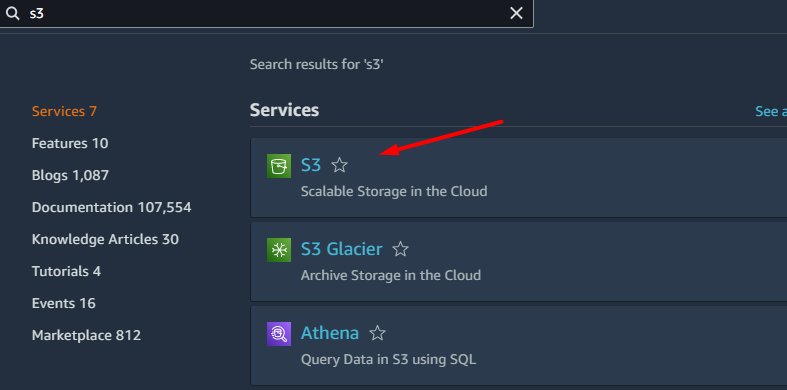 s3
Search results for 's3'
Services 7
Features 10
Blogs 1,087
Documentation 107,554
Knowledge Articles 30
Tutorials 4
Events 16
Marketplace 812
Services
See a
S3
Scalable Storage in the Cloud
S3 Glacier
Archive Storage in the Cloud
Athena
Query Data in S3 using SQL